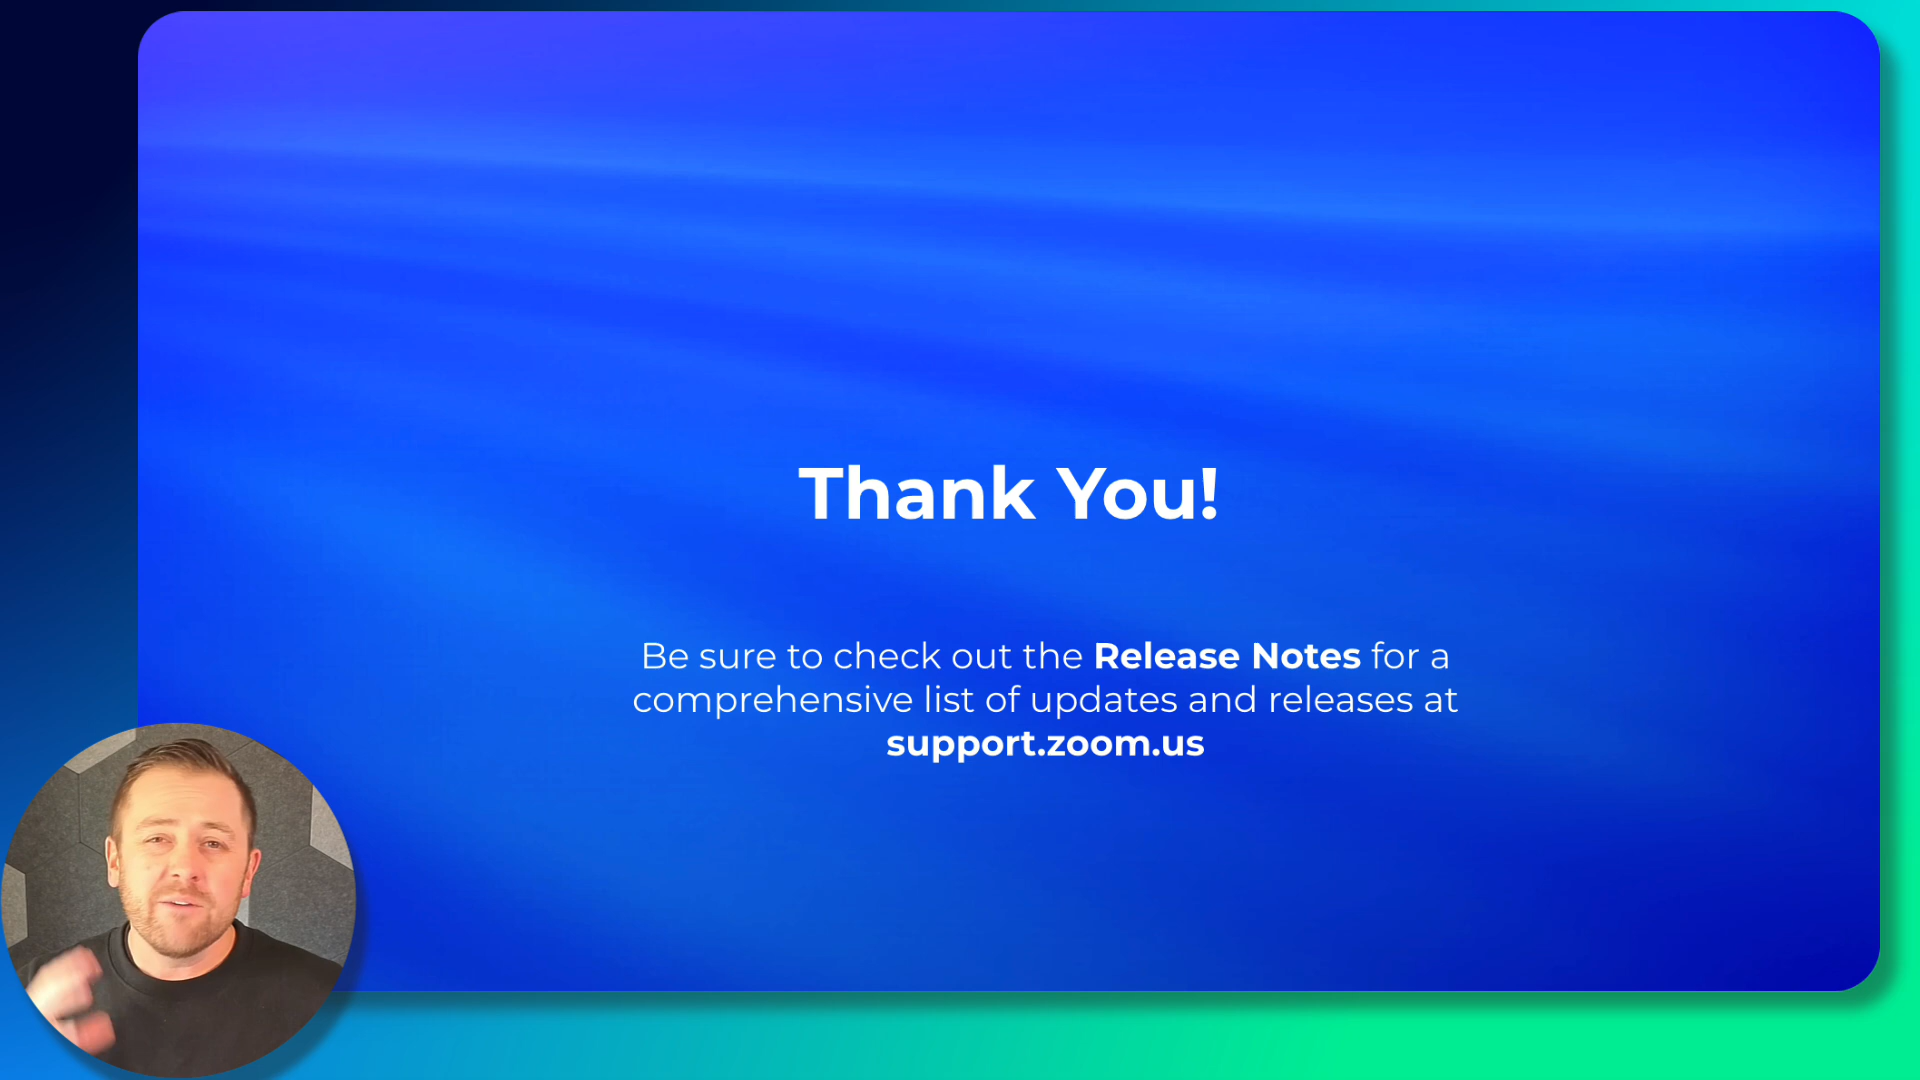 Thank You!
Be sure to check out the Release Notes for a
comprehensive list of updates and releases at
support.zoom.us